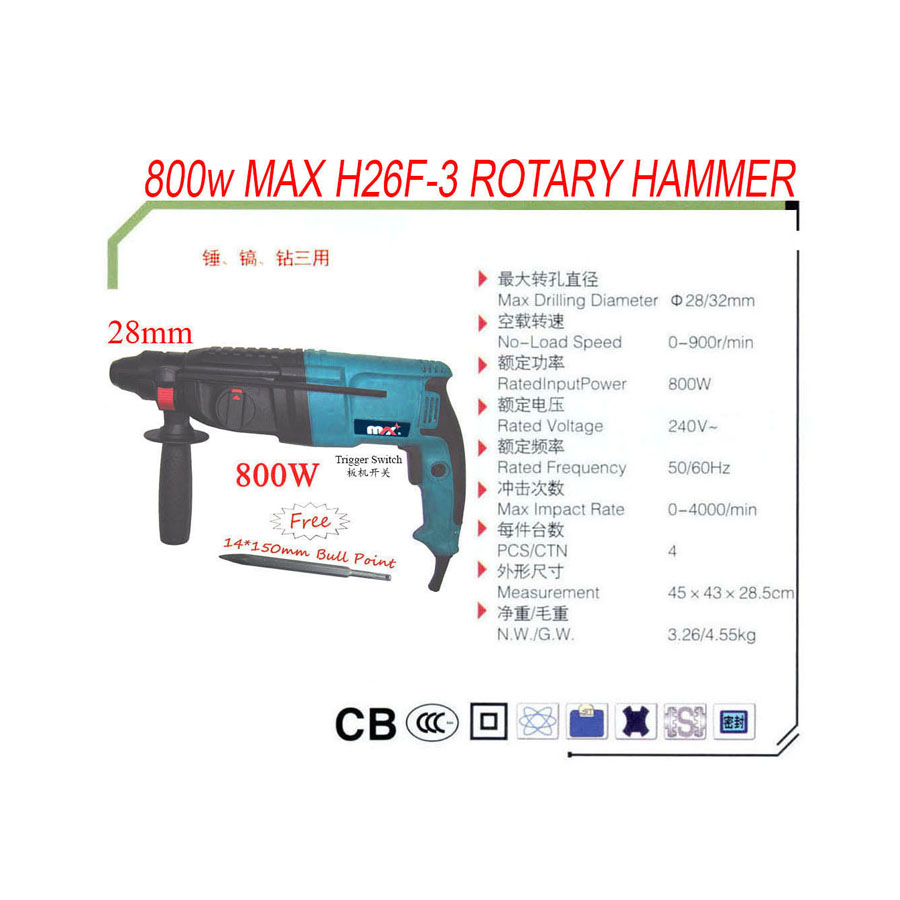 800w MAX H26F-3 ROTARY HAMMER
锤、镐、钻三用
28mm
max
800W
Trigger Switch
板机开关
Free
14*150mm Bull Point
最大转孔直径
Max Drilling Diameter Φ28/32mm
空载转速
No-Load Speed 0-900r/min
额定功率
RatedInputPower 800W
额定电压
Rated Voltage 240V~
额定频率
Rated Frequency 50/60Hz
冲击次数
Max Impact Rate 0-4000/min
每件台数
PCS/CTN 4
外形尺寸
Measurement 45×43×28.5cm
净重/毛重
N.W./G.W. 3.26/4.55kg
CB CCC S 密封